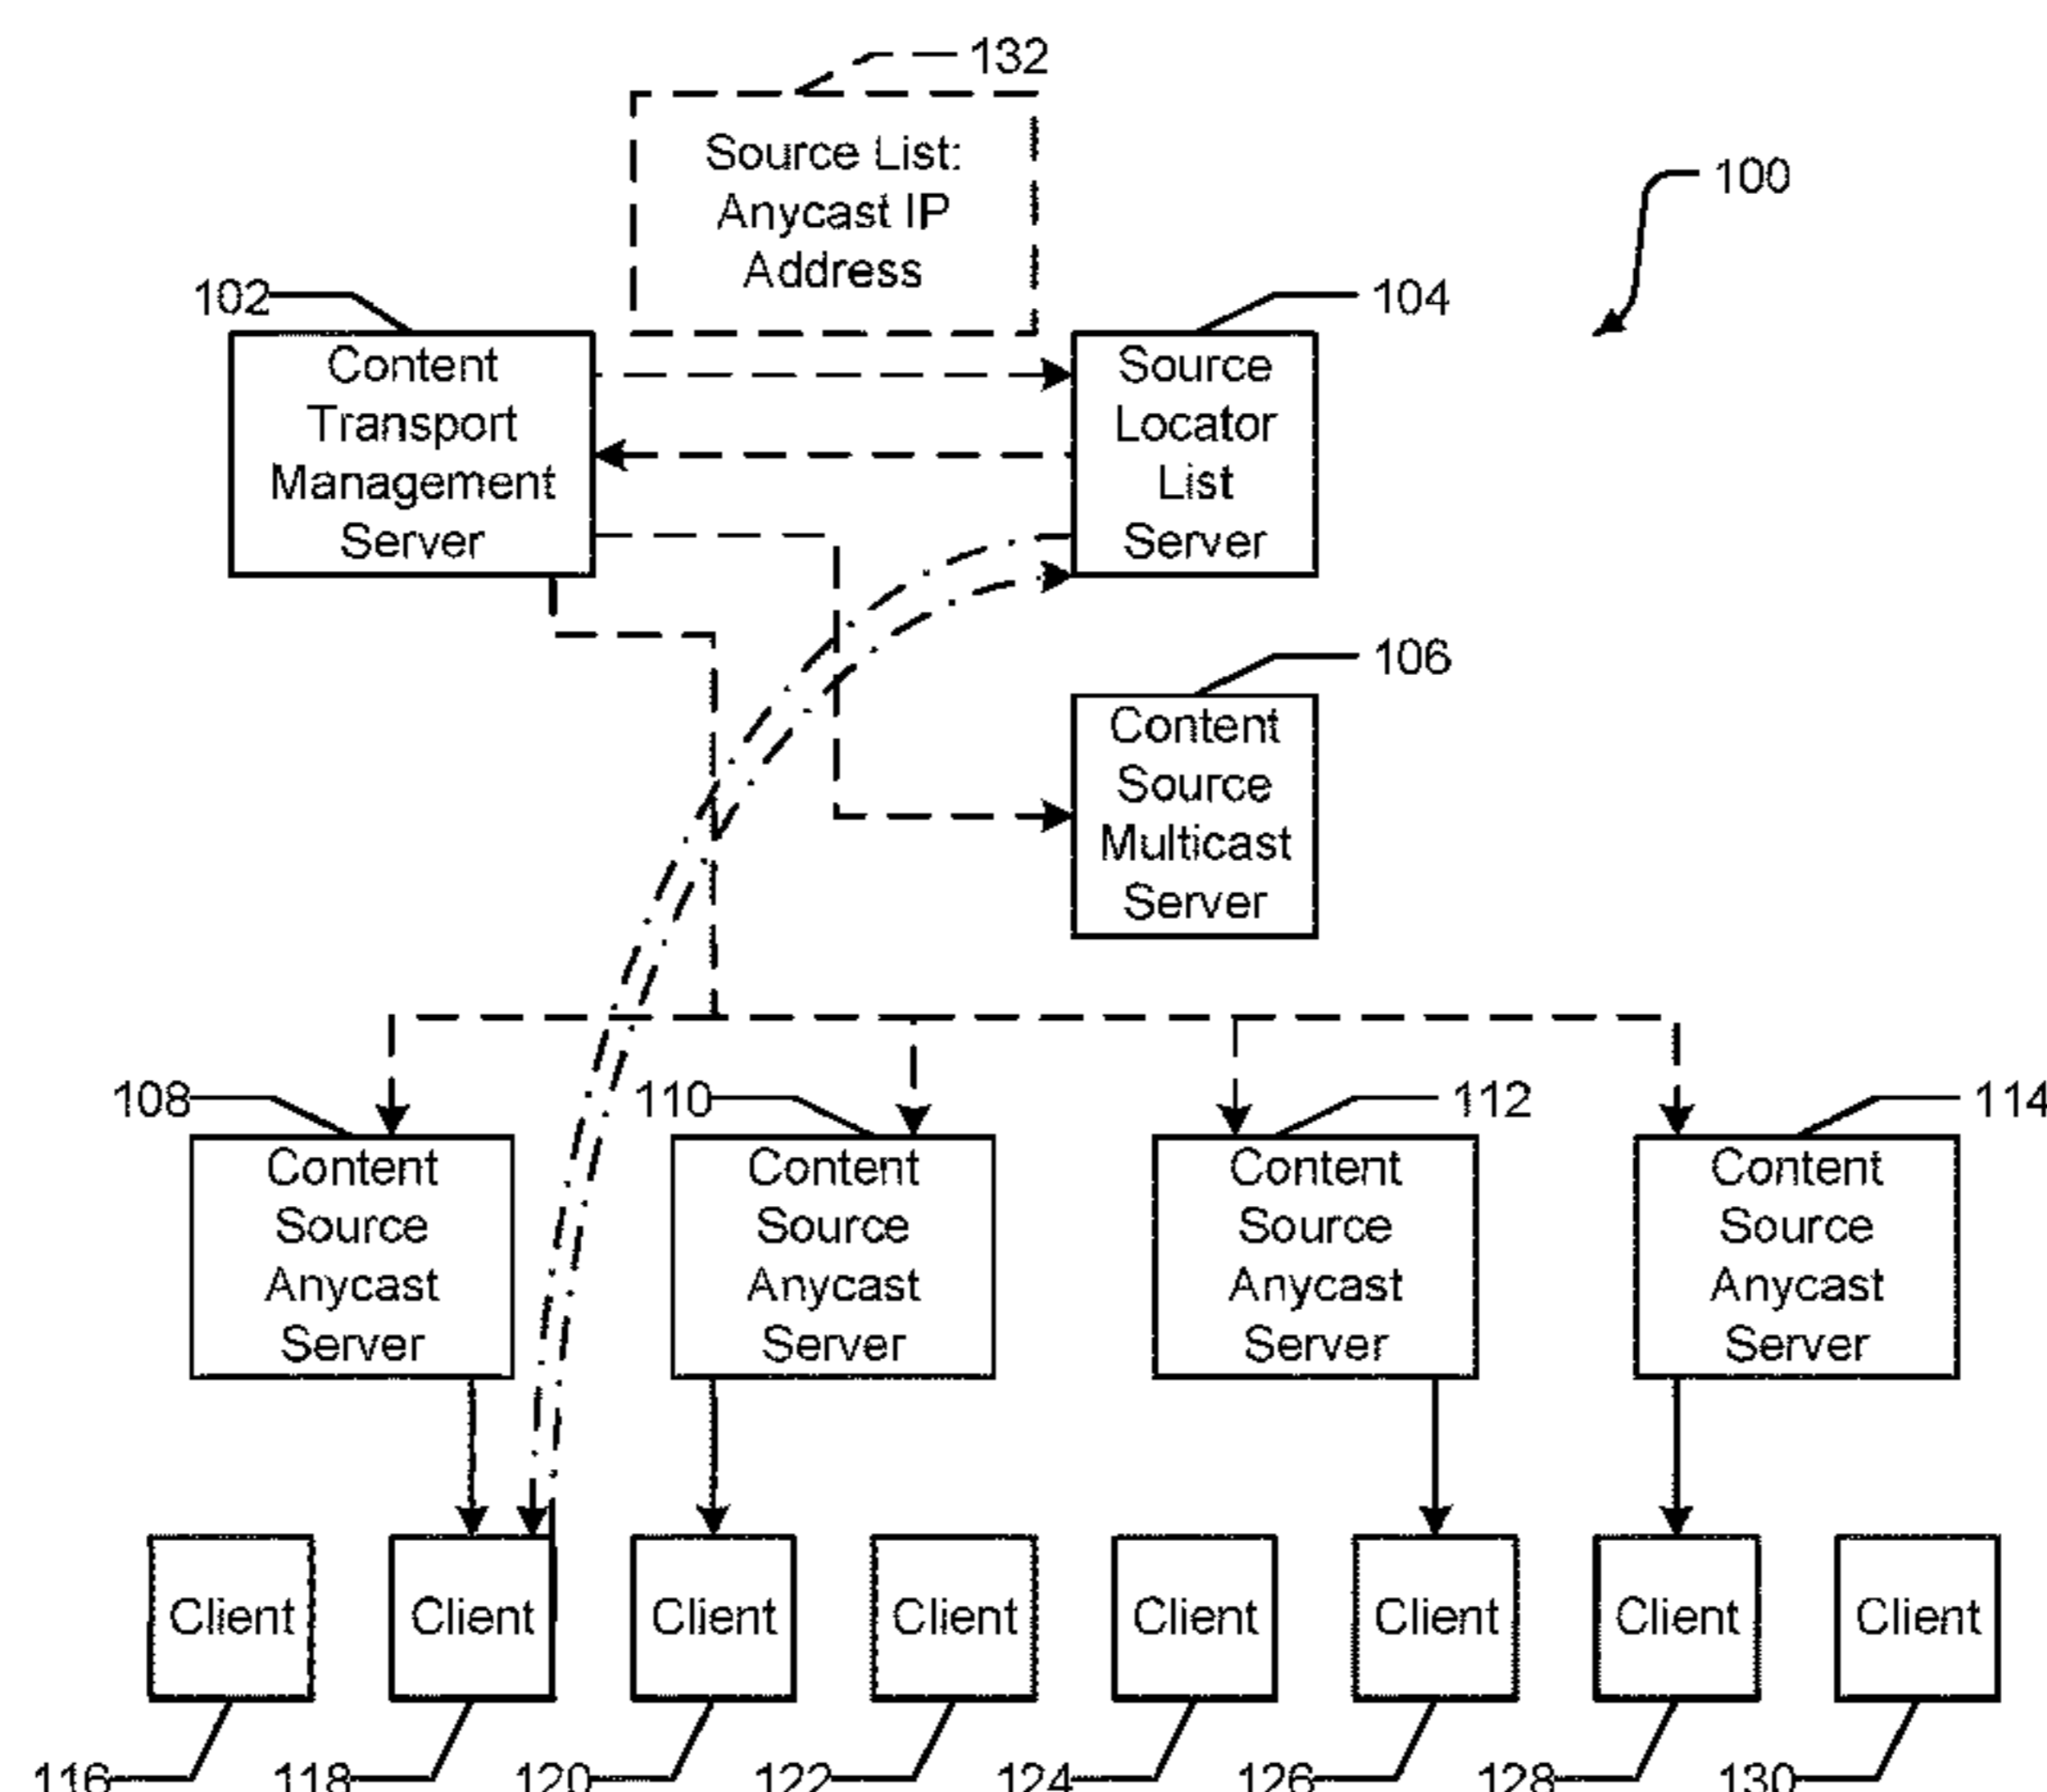 132
Source List:
Anycast IP
Address
100
102
104
Content
Transport
Management
Server
Source
Locator
List
Server
106
Content
Source
Multicast
Server
108
110
112
114
Content
Source
Anycast
Server
Content
Source
Anycast
Server
Content
Source
Anycast
Server
Content
Source
Anycast
Server
Client
Client
Client
Client
Client
Client
Client
Client
116
118
120
122
124
126
128
130